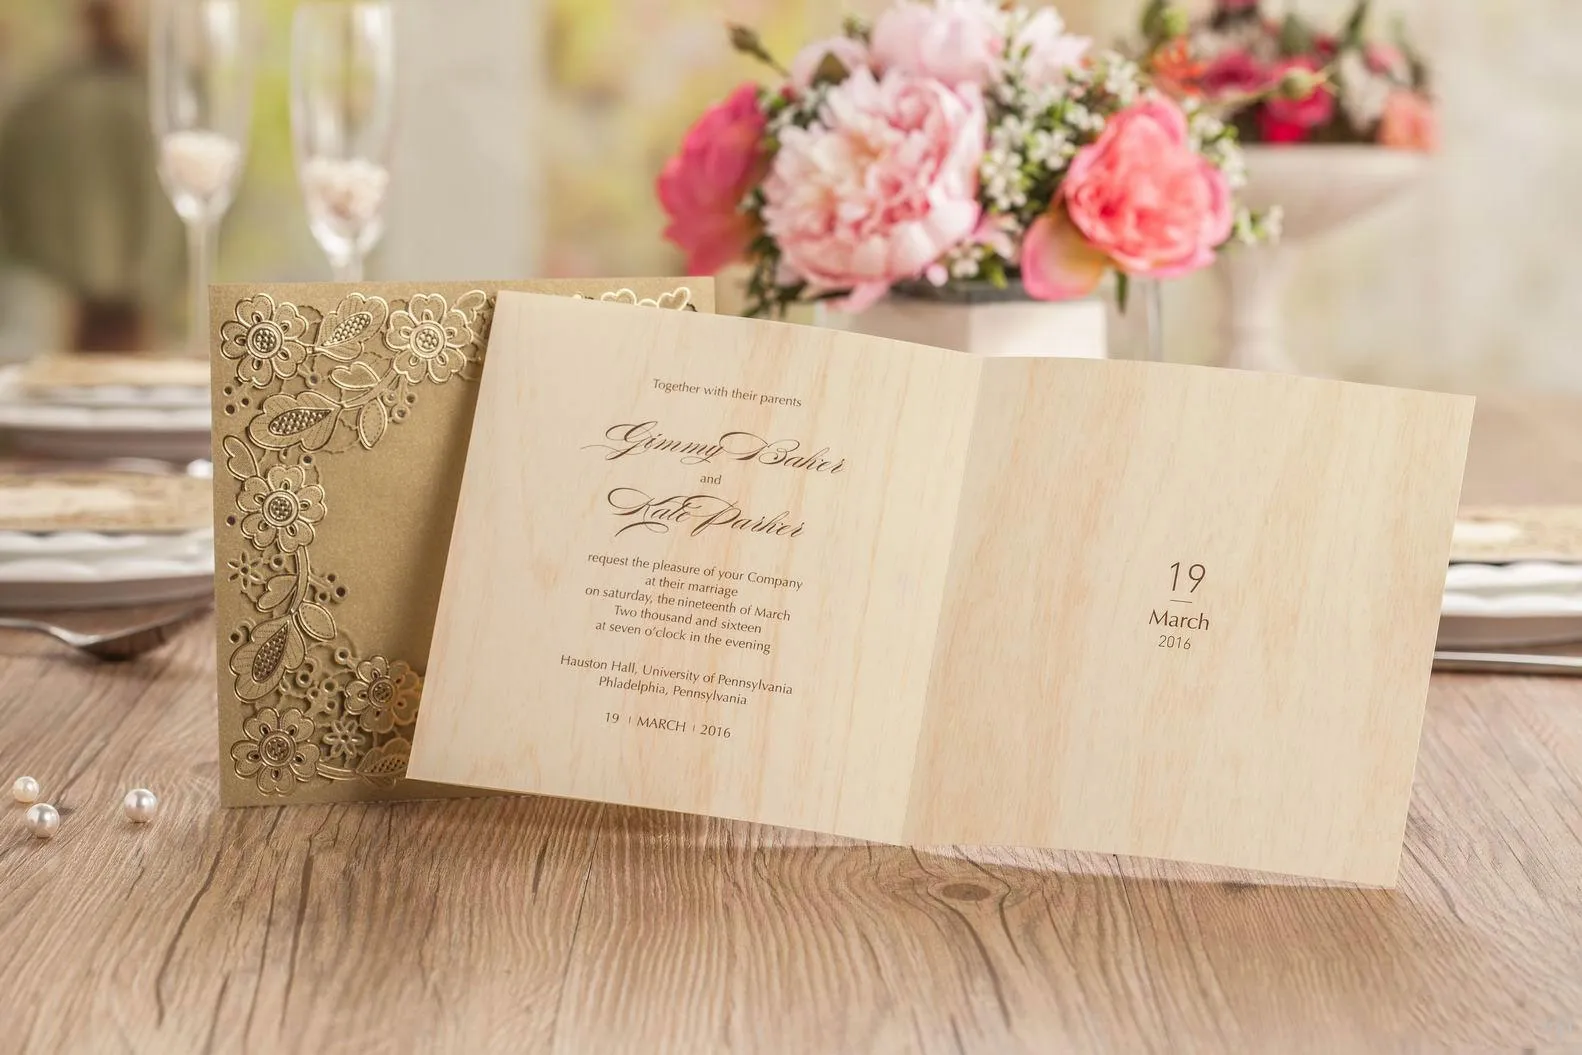 Together with their parents
Gimmy Baker
and
Kate Parker
request the pleasure of your Company
at their marriage
on saturday, the nineteenth of March
Two thousand and sixteen
at seven o'clock in the evening
Hauston Hall, University of Pennsylvania
Phladelphia, Pennsylvania
19 | MARCH | 2016
19
March
2016